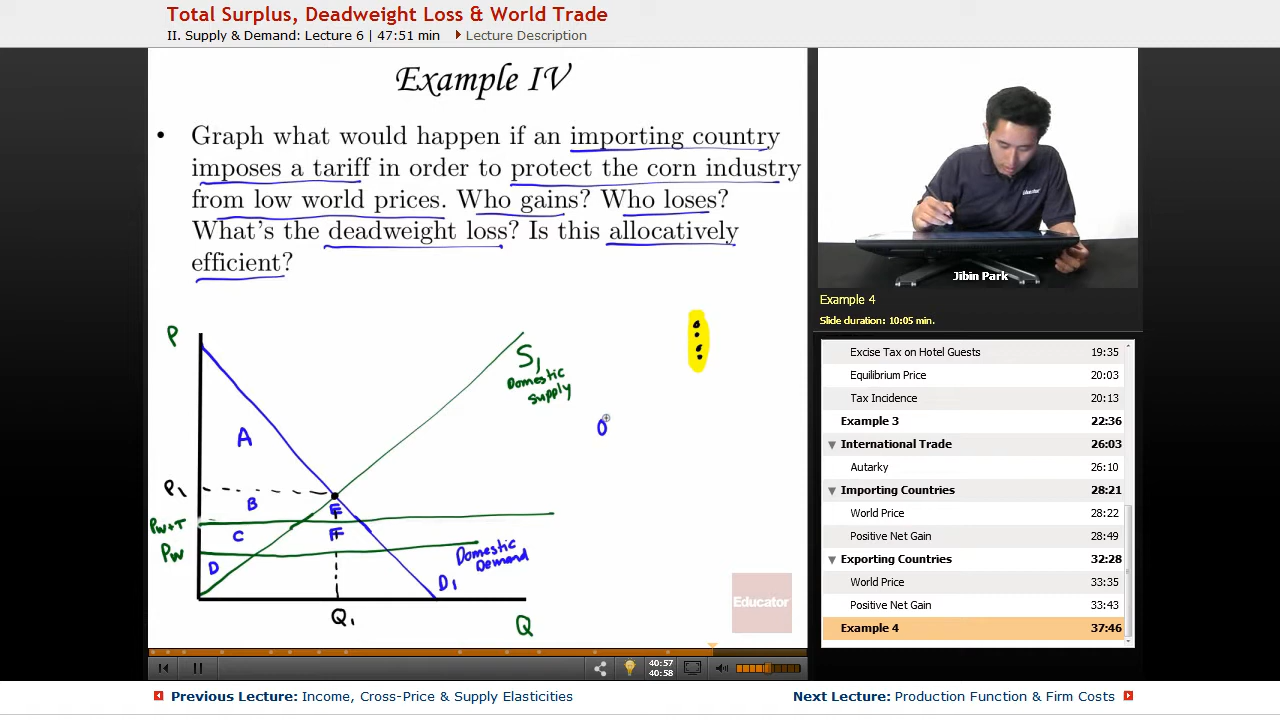 Total Surplus, Deadweight Loss & World Trade
II. Supply & Demand: Lecture 6 | 47:51 min
Lecture Description
Example IV
• Graph what would happen if an importing country
imposes a tariff in order to protect the corn industry
from low world prices. Who gains? Who loses?
What's the deadweight loss? Is this allocatively
efficient?
P
S1
Domestic
supply
A
P1
B
E
PW+T
C
F
PW
Domestic
Demand
D
D1
Q1
Q
0
Educator
Jibin Park
Example 4
Slide duration: 10:05 min.
Excise Tax on Hotel Guests 19:35
Equilibrium Price 20:03
Tax Incidence 20:13
Example 3 22:36
International Trade 26:03
Autarky 26:10
Importing Countries 28:21
World Price 28:22
Positive Net Gain 28:49
Exporting Countries 32:28
World Price 33:35
Positive Net Gain 33:43
Example 4 37:46
40:57
40:58
Previous Lecture: Income, Cross-Price & Supply Elasticities
Next Lecture: Production Function & Firm Costs